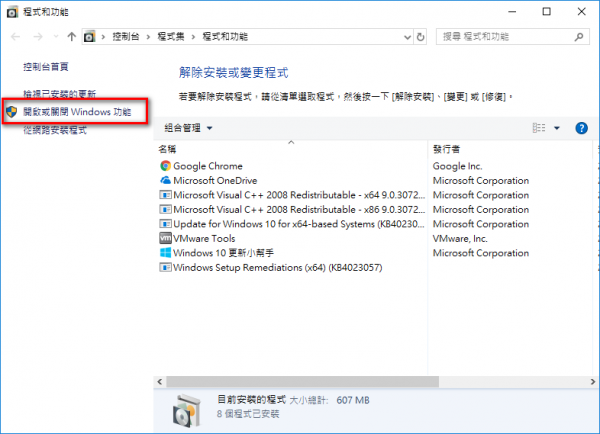 程式和功能
控制台 程式集 程式和功能
搜尋 程式和功能
控制台首頁
檢視已安裝的更新
開啟或關閉 Windows 功能
從網路安裝程式
解除安裝或變更程式
若要解除安裝程式，請從清單選取程式，然後按一下 [解除安裝]、[變更] 或 [修復]。
組合管理
名稱 發行者
Google Chrome Google Inc.
Microsoft OneDrive Microsoft Corporation
Microsoft Visual C++ 2008 Redistributable - x64 9.0.3072... Microsoft Corporation
Microsoft Visual C++ 2008 Redistributable - x86 9.0.3072... Microsoft Corporation
Update for Windows 10 for x64-based Systems (KB40230... Microsoft Corporation
VMware Tools VMware, Inc.
Windows 10 更新小幫手 Microsoft Corporation
Windows Setup Remediations (x64) (KB4023057)
目前安裝的程式 大小總計: 607 MB
8 個程式已安裝